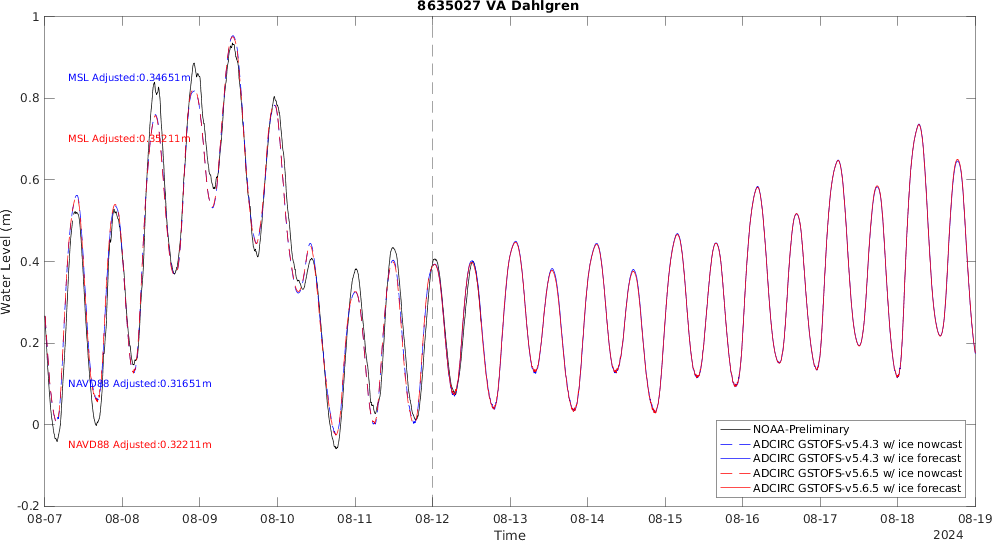 8635027 VA Dahlgren
1
0.8
0.6
0.4
0.2
0
-0.2
Water Level (m)
MSL Adjusted:0.34651m
MSL Adjusted:0.35211m
NAVD88 Adjusted:0.31651m
NAVD88 Adjusted:0.32211m
NOAA-Preliminary
ADCIRC GSTOFS-v5.4.3 w/ ice nowcast
ADCIRC GSTOFS-v5.4.3 w/ ice forecast
ADCIRC GSTOFS-v5.6.5 w/ ice nowcast
ADCIRC GSTOFS-v5.6.5 w/ ice forecast
08-07 08-08 08-09 08-10 08-11 08-12 08-13 08-14 08-15 08-16 08-17 08-18 08-19
Time
2024